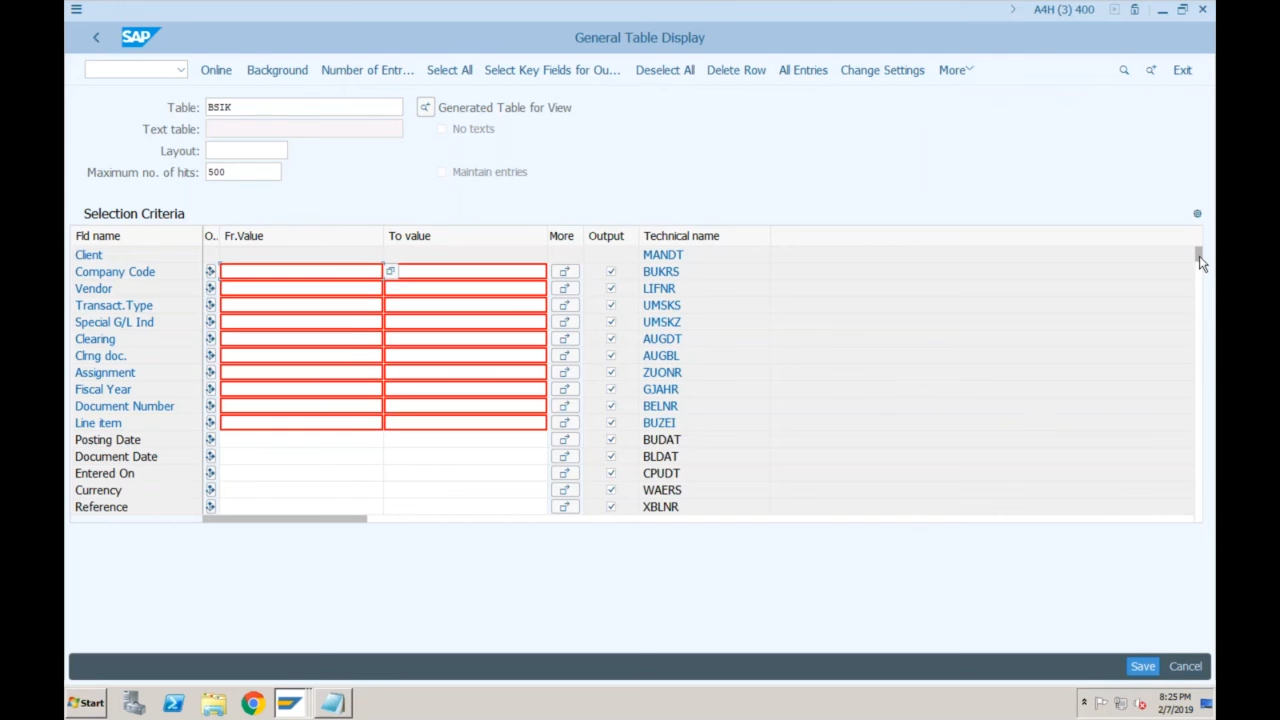 A4H (3) 400
SAP General Table Display
Online Background Number of Entr... Select All Select Key Fields for Ou... Deselect All Delete Row All Entries Change Settings More Exit
Table: BSIK Generated Table for View
Text table: No texts
Layout:
Maximum no. of hits: 500 Maintain entries
Selection Criteria
Fld name O.. Fr.Value To value More Output Technical name
Client MANDT
Company Code BUKRS
Vendor LIFNR
Transact.Type UMSKS
Special G/L Ind UMSKZ
Clearing AUGDT
Clrng doc. AUGBL
Assignment ZUONR
Fiscal Year GJAHR
Document Number BELNR
Line item BUZEI
Posting Date BUDAT
Document Date BLDAT
Entered On CPUDT
Currency WAERS
Reference XBLNR
Save Cancel
Start 8:25 PM
2/7/2019